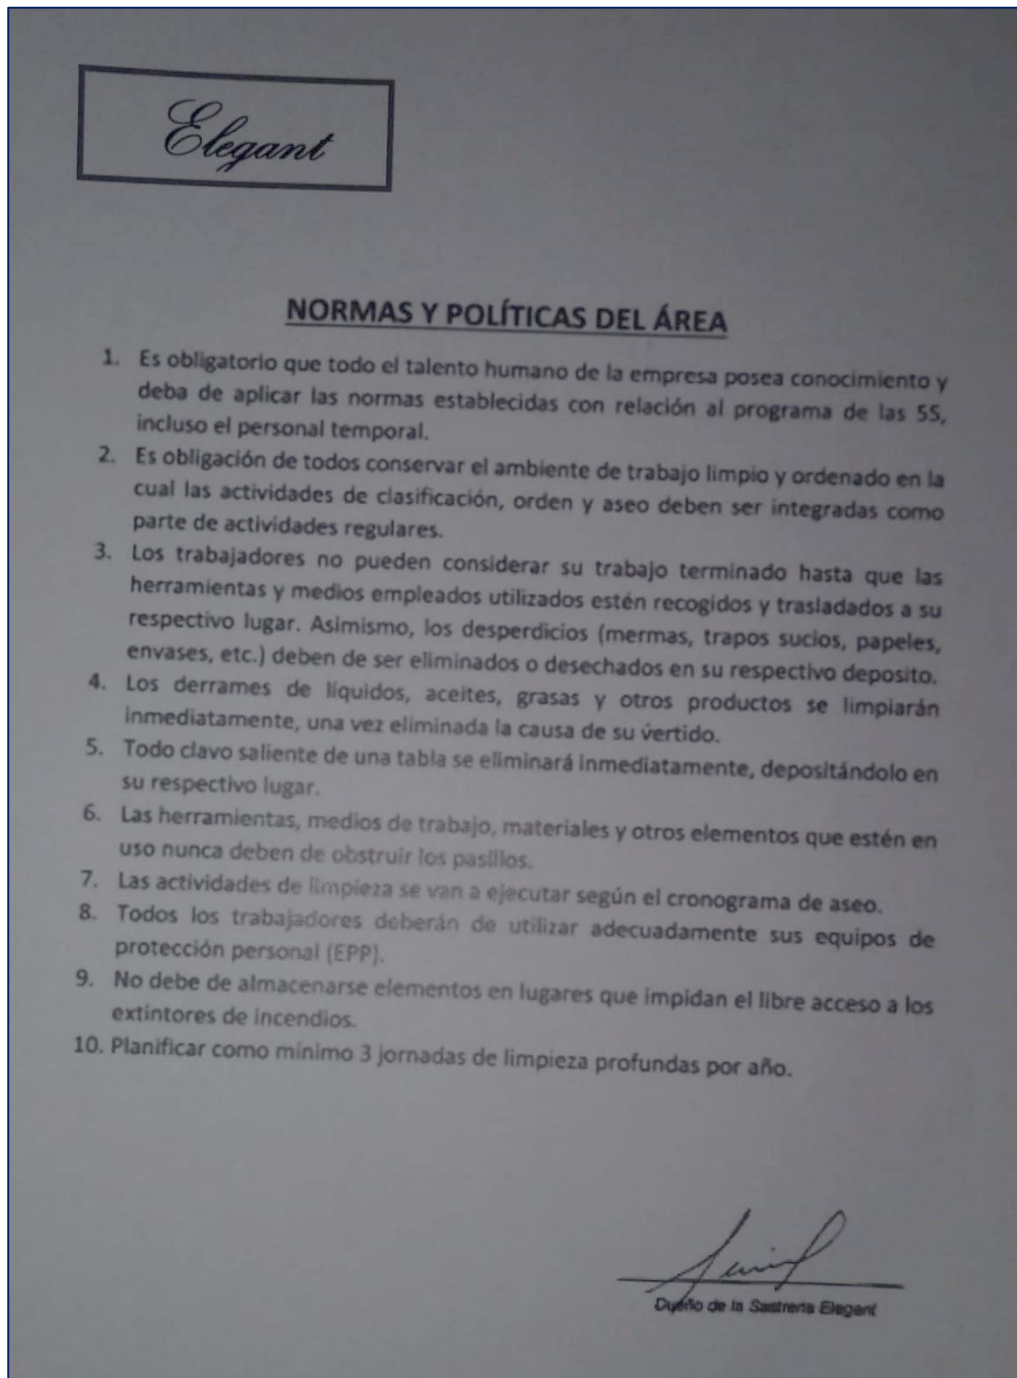 Elegant
NORMAS Y POLÍTICAS DEL ÁREA
1. Es obligatorio que todo el talento humano de la empresa posea conocimiento y
deba de aplicar las normas establecidas con relación al programa de las 5S,
incluso el personal temporal.
2. Es obligación de todos conservar el ambiente de trabajo limpio y ordenado en la
cual las actividades de clasificación, orden y aseo deben ser integradas como
parte de actividades regulares.
3. Los trabajadores no pueden considerar su trabajo terminado hasta que las
herramientas y medios empleados utilizados estén recogidos y trasladados a su
respectivo lugar. Asimismo, los desperdicios (mermas, trapos sucios, papeles,
envases, etc.) deben de ser eliminados o desechados en su respectivo deposito.
4. Los derrames de líquidos, aceites, grasas y otros productos se limpiarán
inmediatamente, una vez eliminada la causa de su vertido.
5. Todo clavo saliente de una tabla se eliminará inmediatamente, depositándolo en
su respectivo lugar.
6. Las herramientas, medios de trabajo, materiales y otros elementos que estén en
uso nunca deben de obstruir los pasillos.
7. Las actividades de limpieza se van a ejecutar según el cronograma de aseo.
8. Todos los trabajadores deberán de utilizar adecuadamente sus equipos de
protección personal (EPP).
9. No debe de almacenarse elementos en lugares que impidan el libre acceso a los
extintores de incendios.
10. Planificar como mínimo 3 jornadas de limpieza profundas por año.
Dueño de la Sastreria Elegant